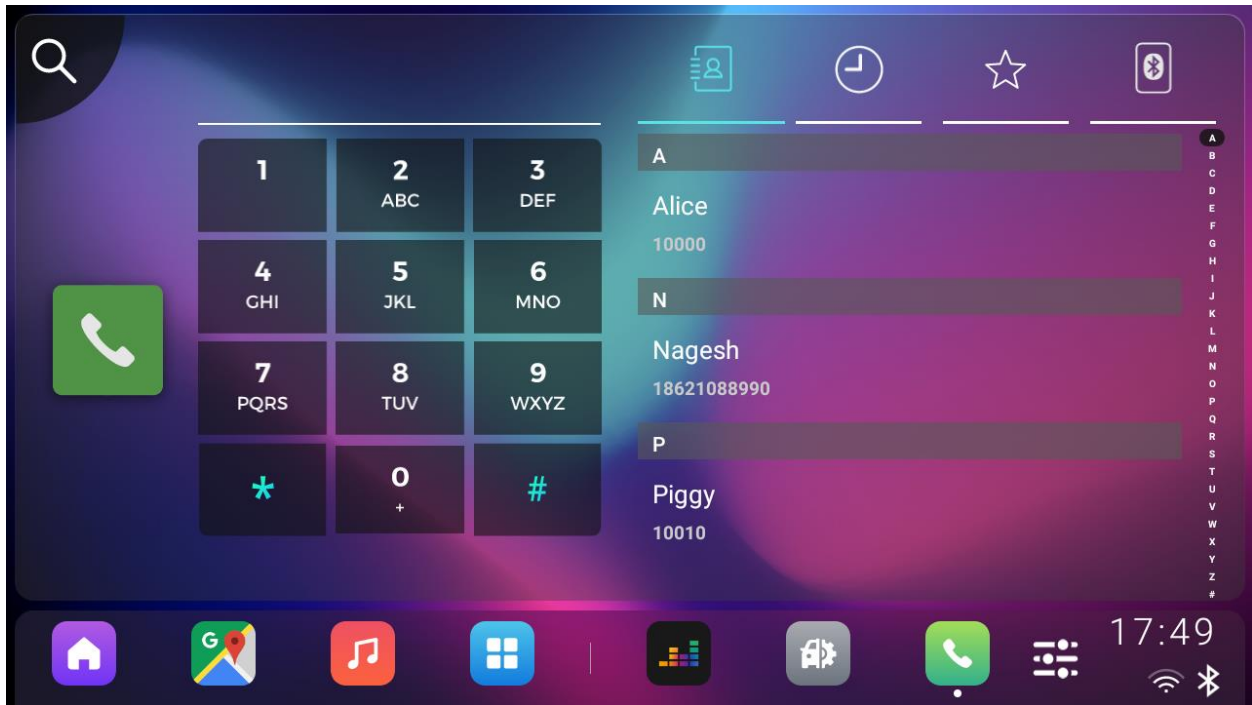 1
2
ABC
3
DEF
4
GHI
5
JKL
6
MNO
7
PQRS
8
TUV
9
WXYZ
*
0
+
#
A
Alice
10000
N
Nagesh
18621088990
P
Piggy
10010
A
B
C
D
E
F
G
H
I
J
K
L
M
N
O
P
Q
R
S
T
U
V
W
X
Y
Z
#
G
17:49